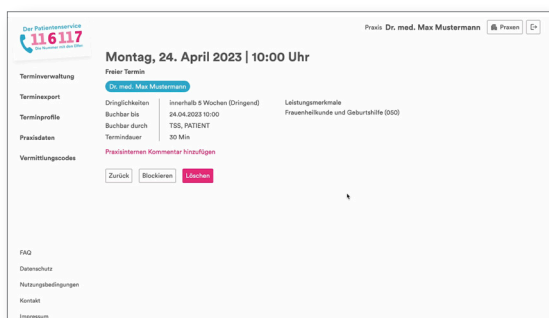 Der Patientenservice
116117
Die Nummer mit den Elfen
Praxis Dr. med. Max Mustermann
Praxen
Montag, 24. April 2023 | 10:00 Uhr
Freier Termin
Dr. med. Max Mustermann
Dringlichkeiten innerhalb 5 Wochen (Dringend)
Buchbar bis 24.04.2023 10:00
Buchbar durch TSS, PATIENT
Termindauer 30 Min
Leistungsmerkmale
Frauenheilkunde und Geburtshilfe (050)
Praxisinternen Kommentar hinzufügen
Zurück Blockieren Löschen
Terminverwaltung
Terminexport
Terminprofile
Praxisdaten
Vermittlungscodes
FAQ
Datenschutz
Nutzungsbedingungen
Kontakt
Impressum